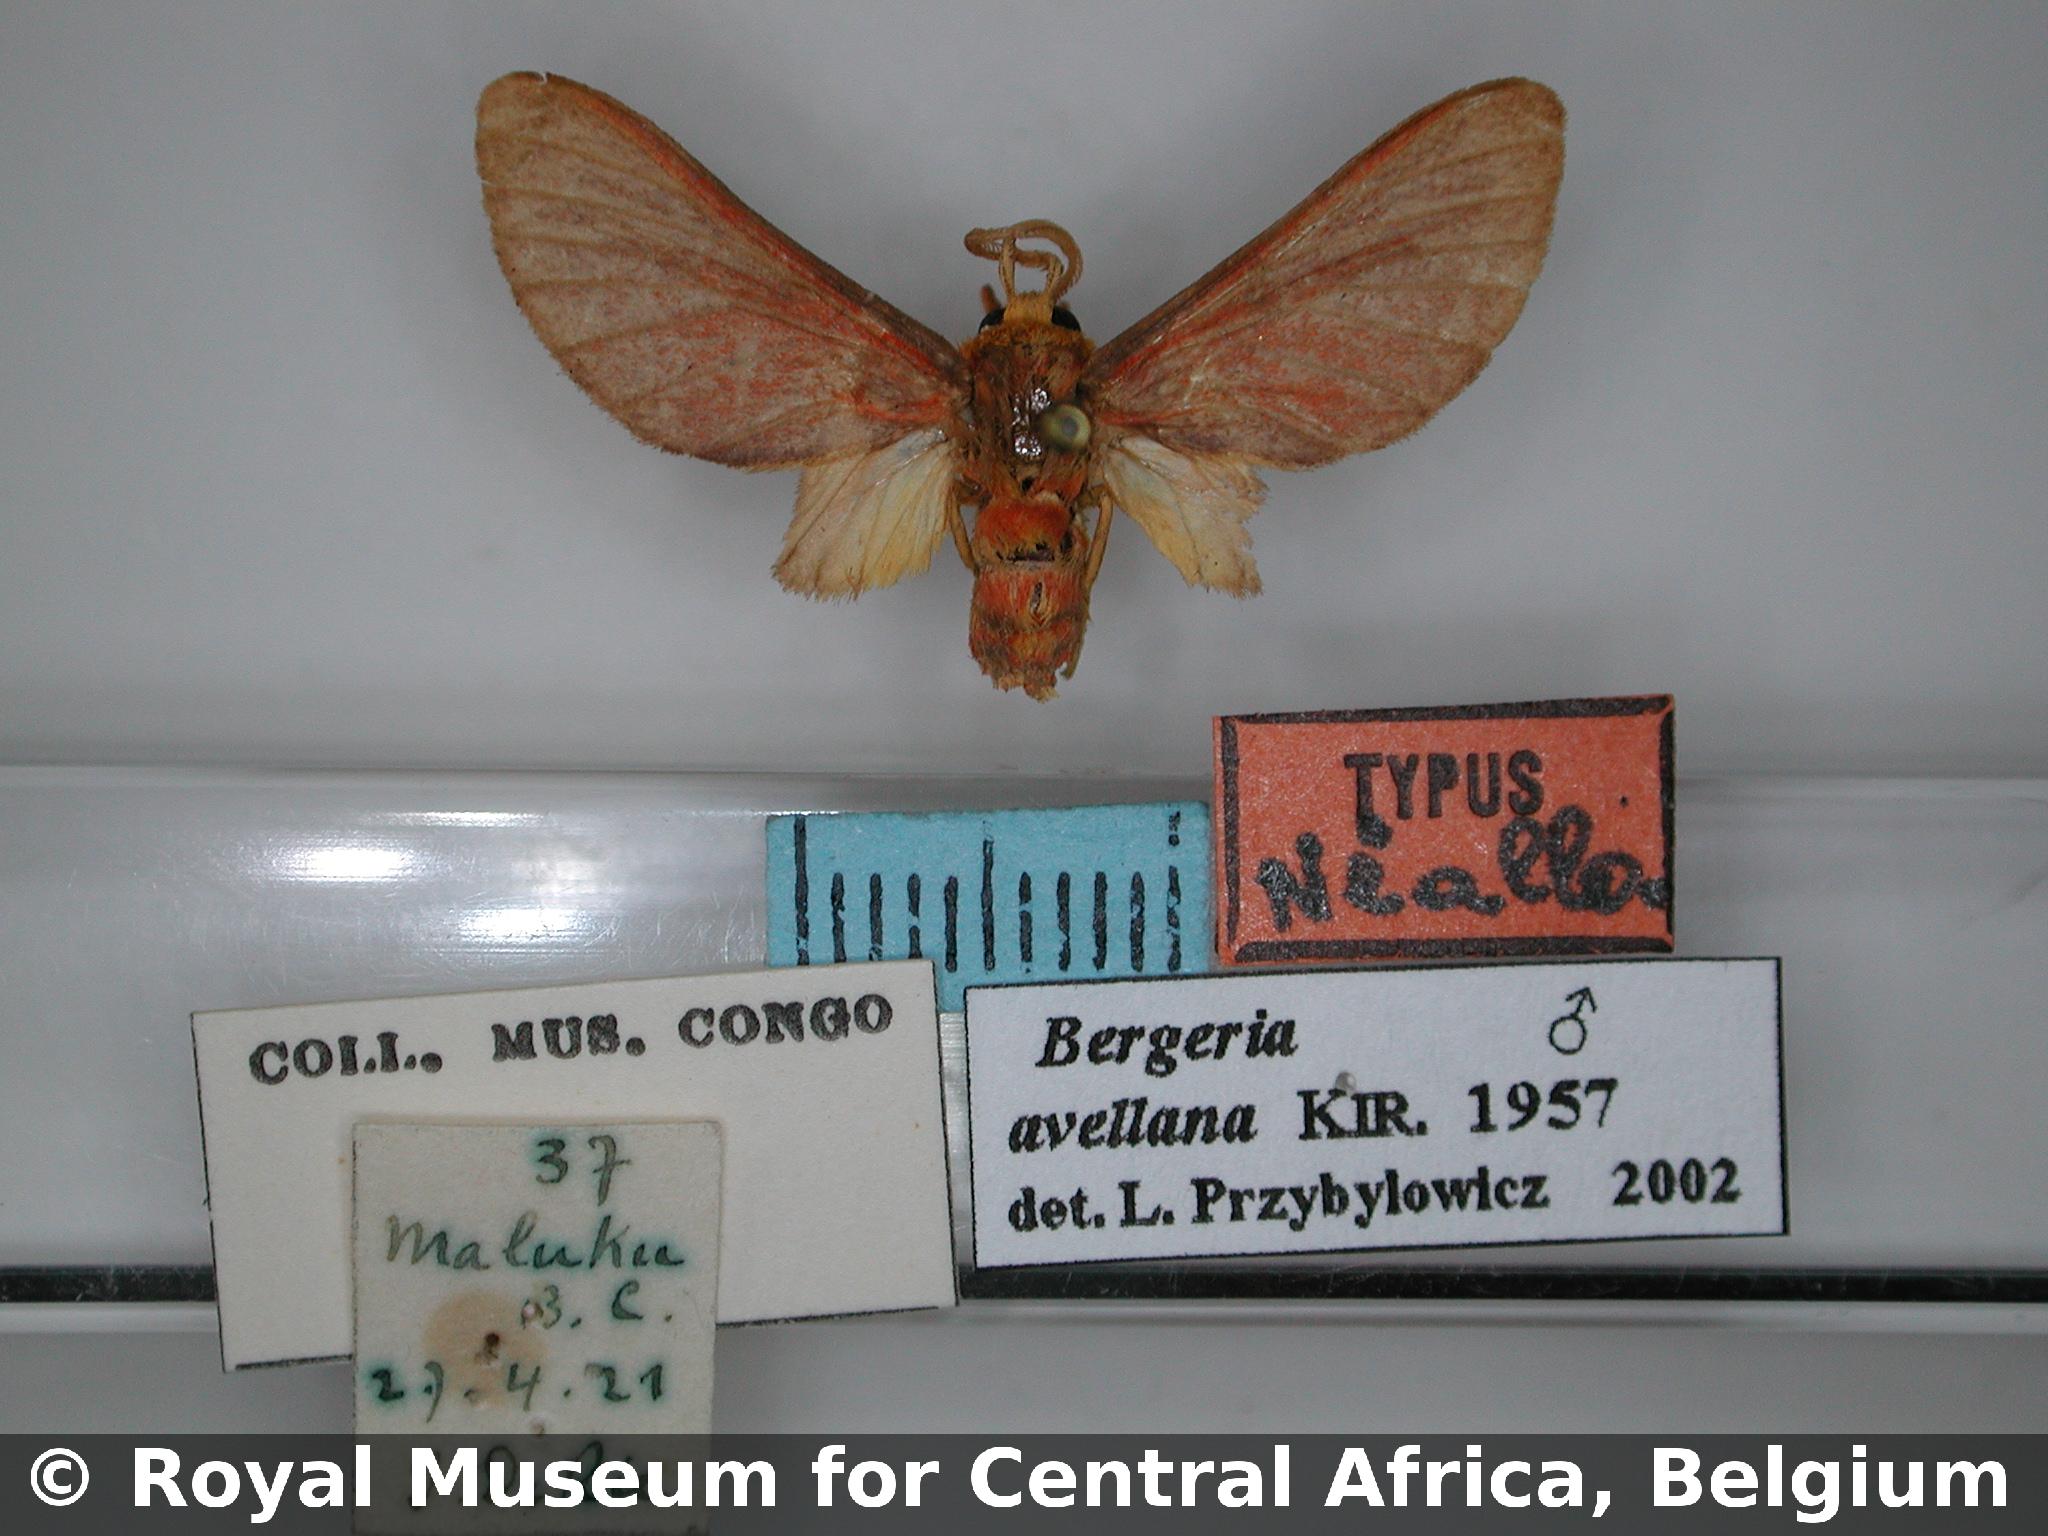 TYPUS
COLL. MUS. CONGO
Bergeria ♂
avellana KIR. 1957
det. L. Przybylowicz 2002
37
Maluku
B. C.
27.4.21
© Royal Museum for Central Africa, Belgium